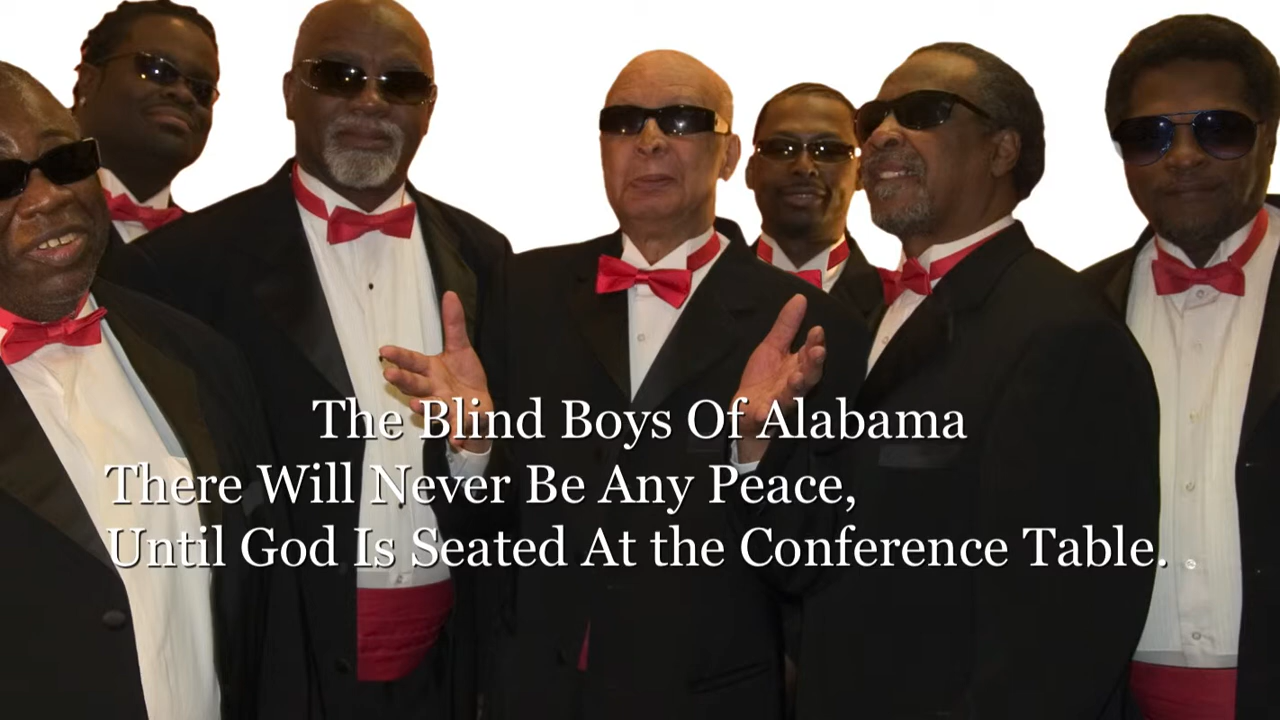 The Blind Boys Of Alabama
There Will Never Be Any Peace,
Until God Is Seated At the Conference Table.